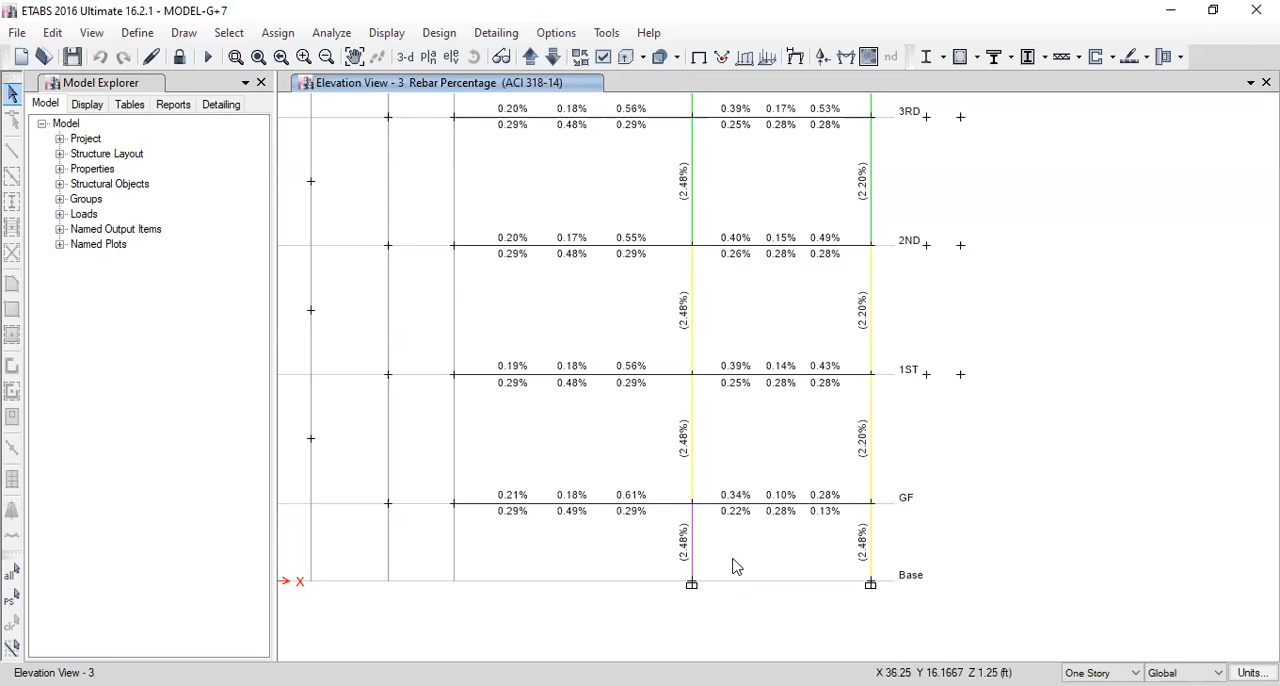 ETABS 2016 Ultimate 16.2.1 - MODEL-G+7
File Edit View Define Draw Select Assign Analyze Display Design Detailing Options Tools Help
3-d plà elé nd
Model Explorer
Elevation View - 3 Rebar Percentage (ACI 318-14)
Model Display Tables Reports Detailing
Model
Project
Structure Layout
Properties
Structural Objects
Groups
Loads
Named Output Items
Named Plots
0.20% 0.18% 0.56% 0.39% 0.17% 0.53%
3RD
0.29% 0.48% 0.29% 0.25% 0.28% 0.28%
(2.48%) (2.20%)
0.20% 0.17% 0.55% 0.40% 0.15% 0.49%
2ND
0.29% 0.48% 0.29% 0.26% 0.28% 0.28%
(2.48%) (2.20%)
0.19% 0.18% 0.56% 0.39% 0.14% 0.43%
1ST
0.29% 0.48% 0.29% 0.25% 0.28% 0.28%
(2.48%) (2.20%)
0.21% 0.18% 0.61% 0.34% 0.10% 0.28%
GF
0.29% 0.49% 0.29% 0.22% 0.28% 0.13%
(2.48%) (2.48%)
Base
X
all
PS
clr
Elevation View - 3
X 36.25 Y 16.1667 Z 1.25 (ft)
One Story
Global
Units...